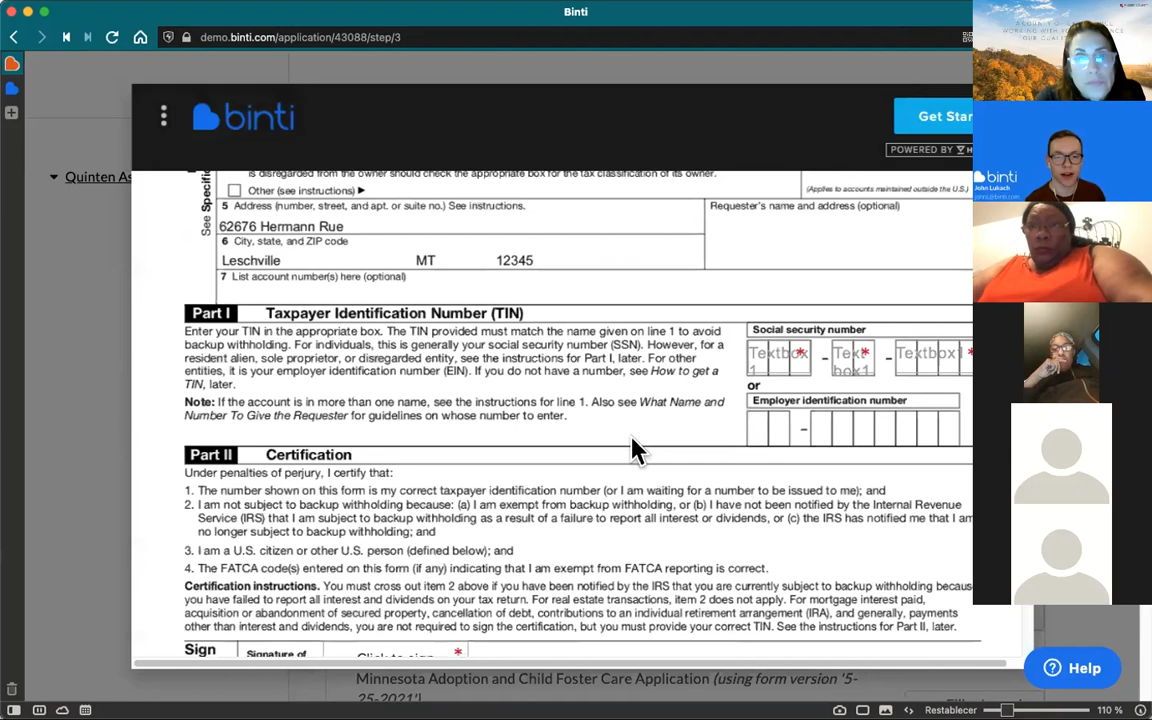 Binti
demo.binti.com/application/43088/step/3
binti
Get Star
POWERED BY
Quinten As
See Specific
is disregarded from the owner should check the appropriate box for the tax classification of its owner.
Other (see instructions) ▶
(Applies to accounts maintained outside the U.S.)
5 Address (number, street, and apt. or suite no.) See instructions.
Requester's name and address (optional)
62676 Hermann Rue
6 City, state, and ZIP code
Leschville MT 12345
7 List account number(s) here (optional)
Part I Taxpayer Identification Number (TIN)
Enter your TIN in the appropriate box. The TIN provided must match the name given on line 1 to avoid
backup withholding. For individuals, this is generally your social security number (SSN). However, for a
resident alien, sole proprietor, or disregarded entity, see the instructions for Part I, later. For other
entities, it is your employer identification number (EIN). If you do not have a number, see How to get a
TIN, later.
Note: If the account is in more than one name, see the instructions for line 1. Also see What Name and
Number To Give the Requester for guidelines on whose number to enter.
Social security number
Textbox * - Text * - Textbox1 *
1 box1
or
Employer identification number
-
Part II Certification
Under penalties of perjury, I certify that:
1. The number shown on this form is my correct taxpayer identification number (or I am waiting for a number to be issued to me); and
2. I am not subject to backup withholding because: (a) I am exempt from backup withholding, or (b) I have not been notified by the Internal Revenue
Service (IRS) that I am subject to backup withholding as a result of a failure to report all interest or dividends, or (c) the IRS has notified me that I am
no longer subject to backup withholding; and
3. I am a U.S. citizen or other U.S. person (defined below); and
4. The FATCA code(s) entered on this form (if any) indicating that I am exempt from FATCA reporting is correct.
Certification instructions. You must cross out item 2 above if you have been notified by the IRS that you are currently subject to backup withholding becaus
you have failed to report all interest and dividends on your tax return. For real estate transactions, item 2 does not apply. For mortgage interest paid,
acquisition or abandonment of secured property, cancellation of debt, contributions to an individual retirement arrangement (IRA), and generally, payments
other than interest and dividends, you are not required to sign the certification, but you must provide your correct TIN. See the instructions for Part II, later.
Sign Signature of Click to sign *
Minnesota Adoption and Child Foster Care Application (using form version '5-
25-2021')
Help
Restablecer 110 %
binti
John Lukach